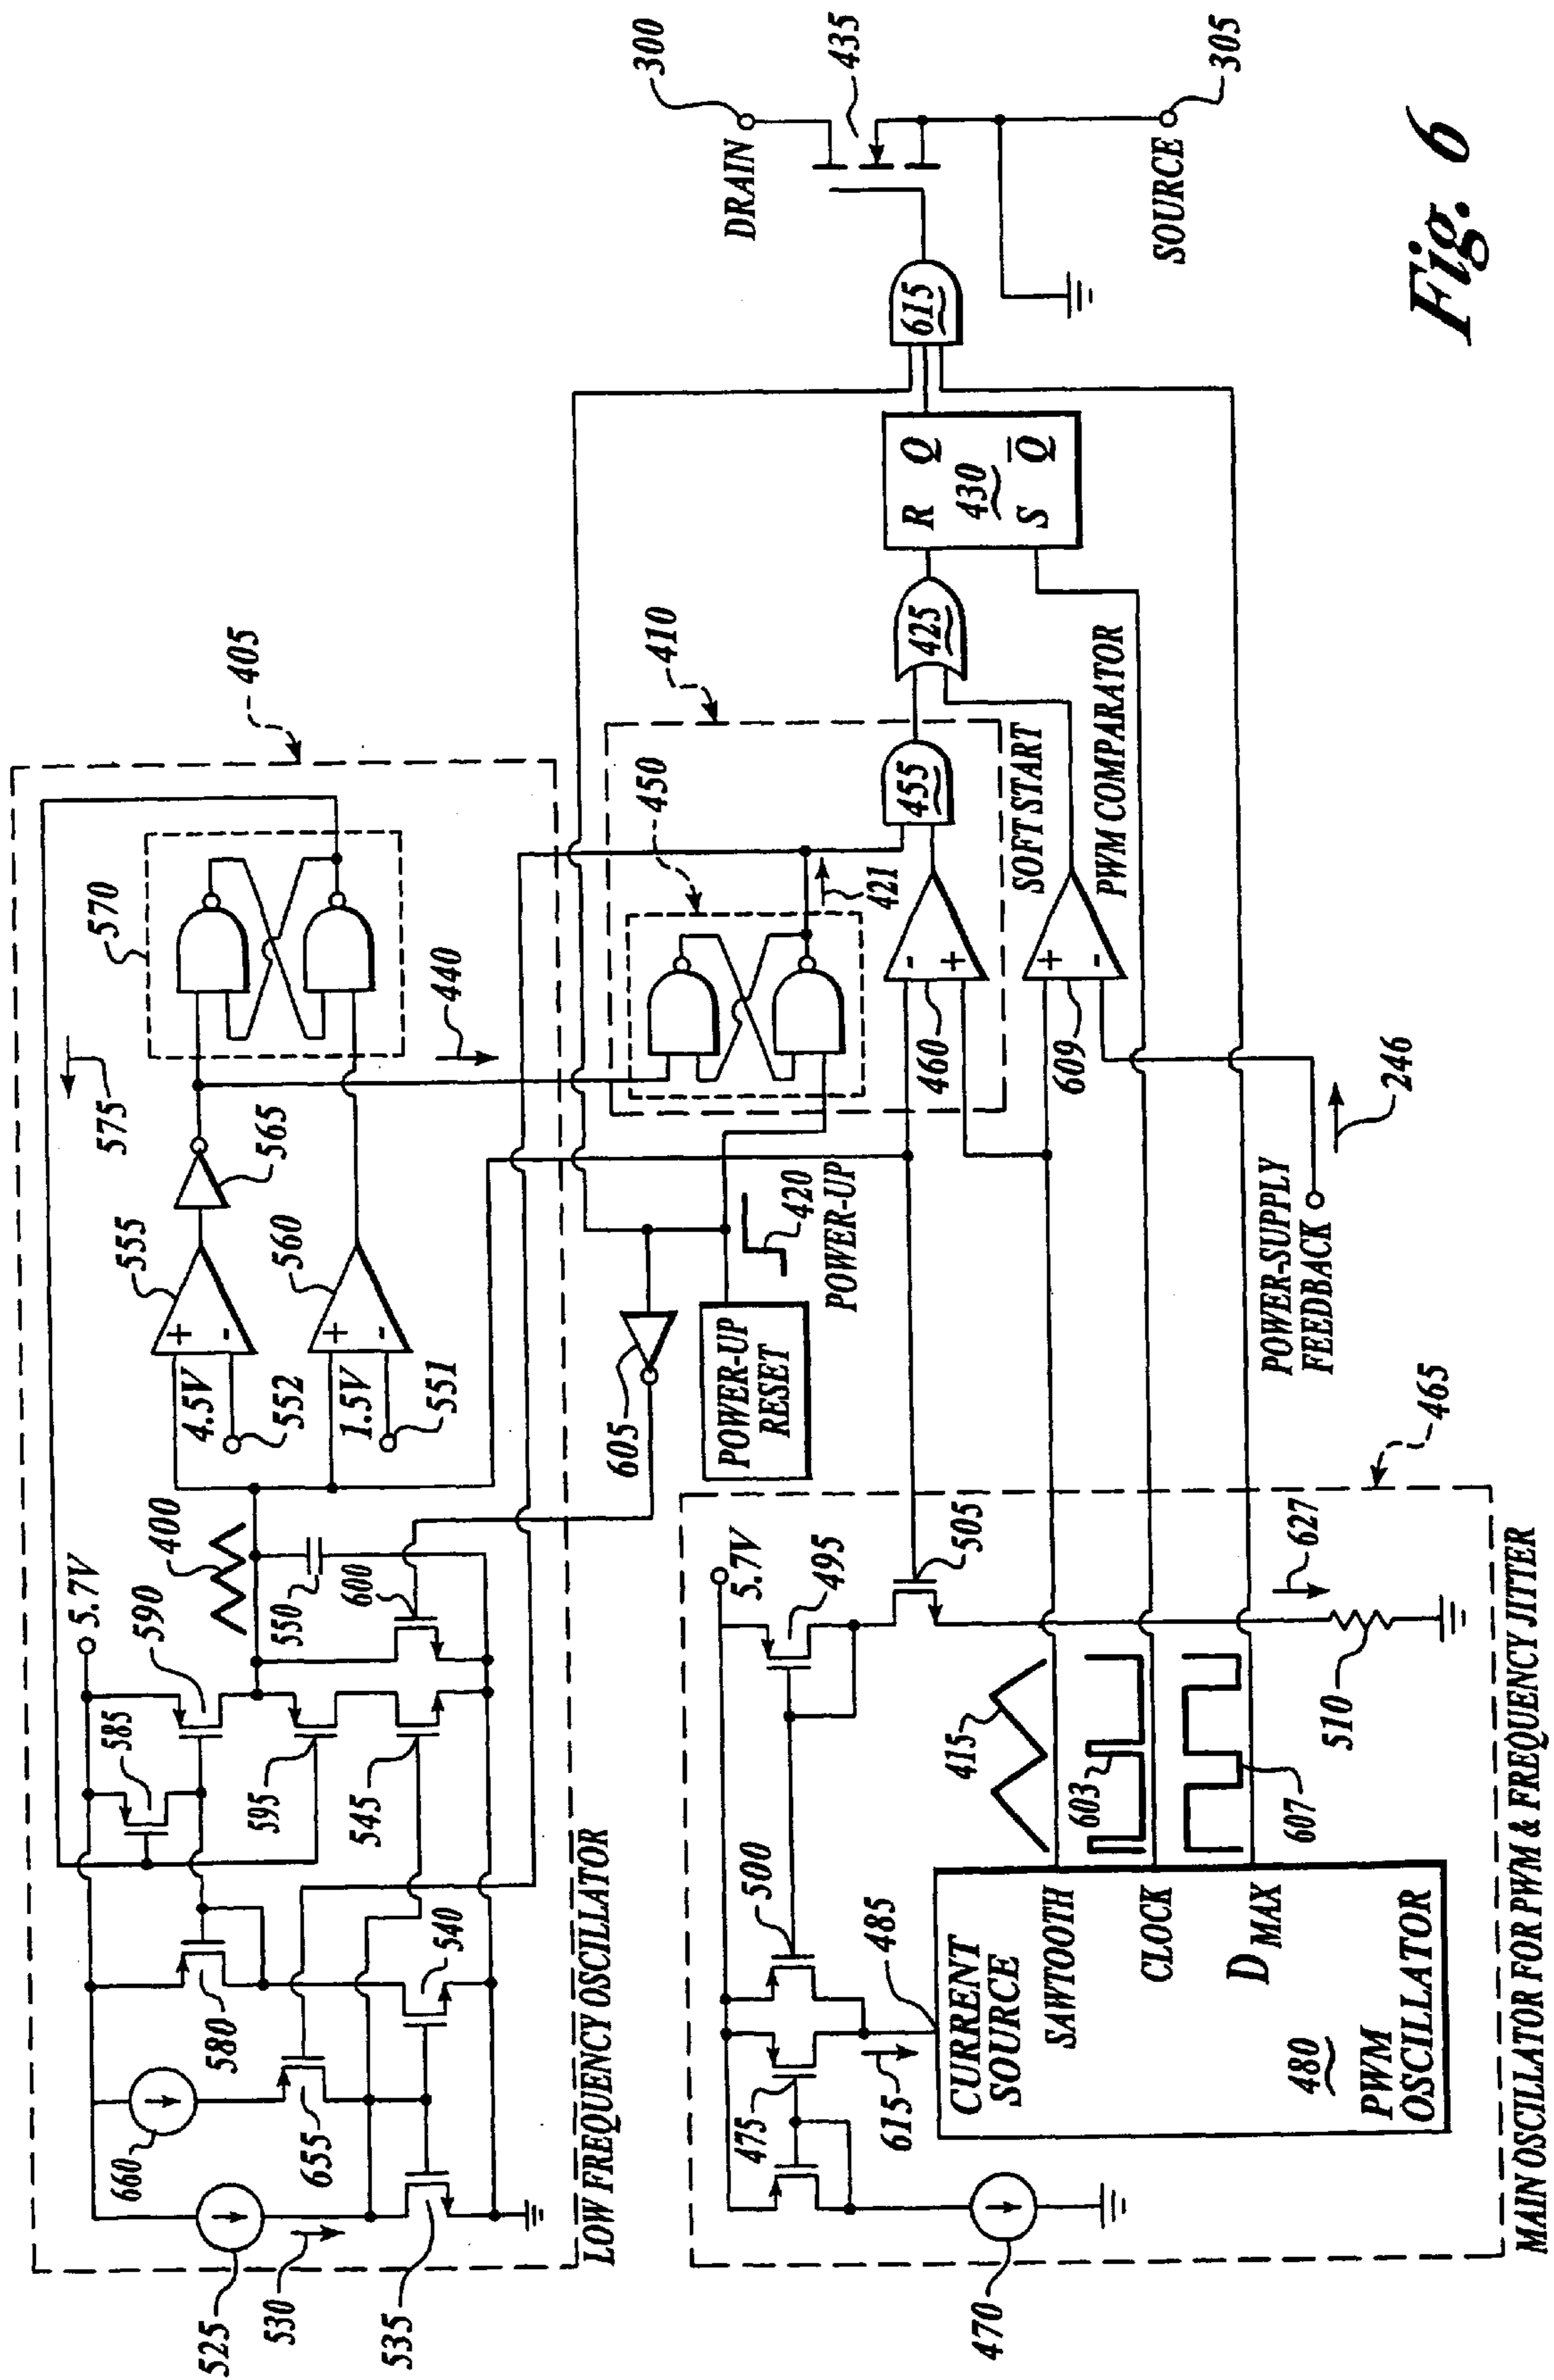 405
570
575
440
555
565
560
4.5V
552
1.5V
551
5.7V
400
590
550
600
585
595
545
580
540
660
655
525
530
535
LOW FREQUENCY OSCILLATOR
605
POWER-UP
RESET
420
POWER-UP
410
450
421
455
460
SOFT START
609
PWM COMPARATOR
425
R Q
430
S Q̅
615
DRAIN
300
435
SOURCE
305
POWER-SUPPLY
FEEDBACK
246
465
5.7V
495
505
500
475
485
615
470
415
603
607
627
510
CURRENT
SOURCE
SAWTOOTH
CLOCK
DMAX
480
PWM
OSCILLATOR
MAIN OSCILLATOR FOR PWM & FREQUENCY JITTER
Fig. 6